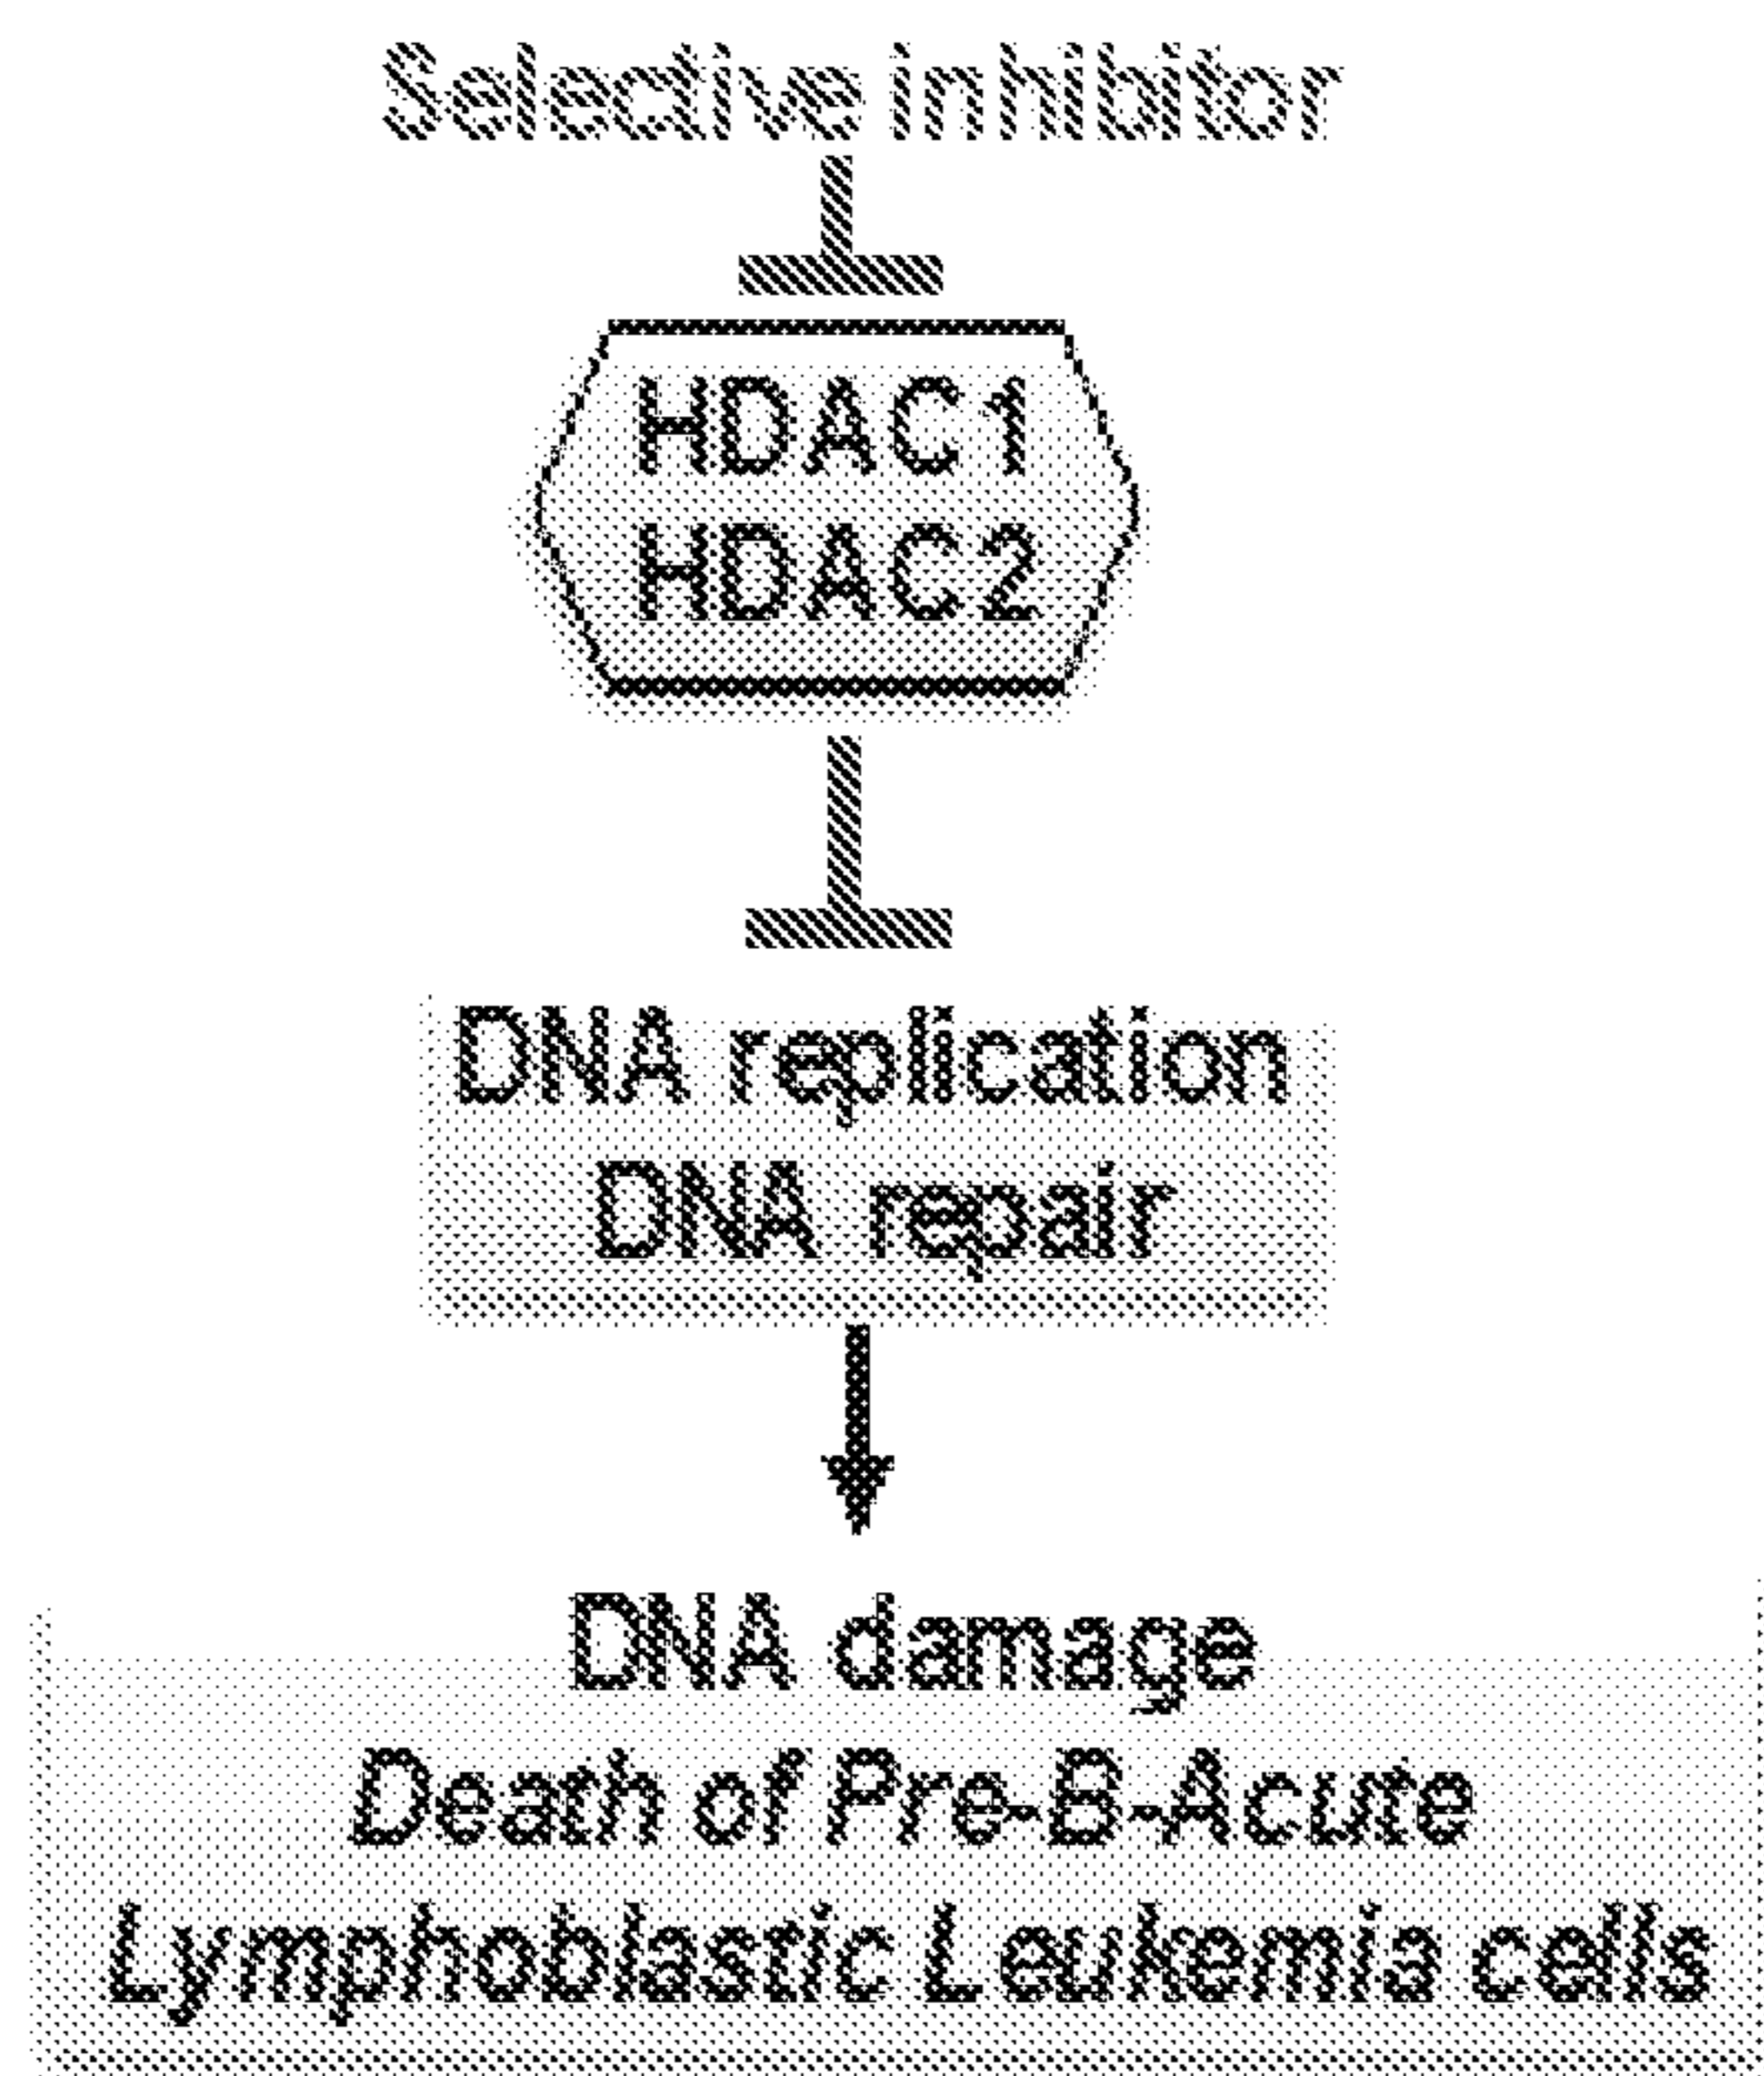 Selective inhibitor
HDAC1
HDAC2
DNA replication
DNA repair
DNA damage
Death of Pre-B-Acute
Lymphoblastic Leukemia cells